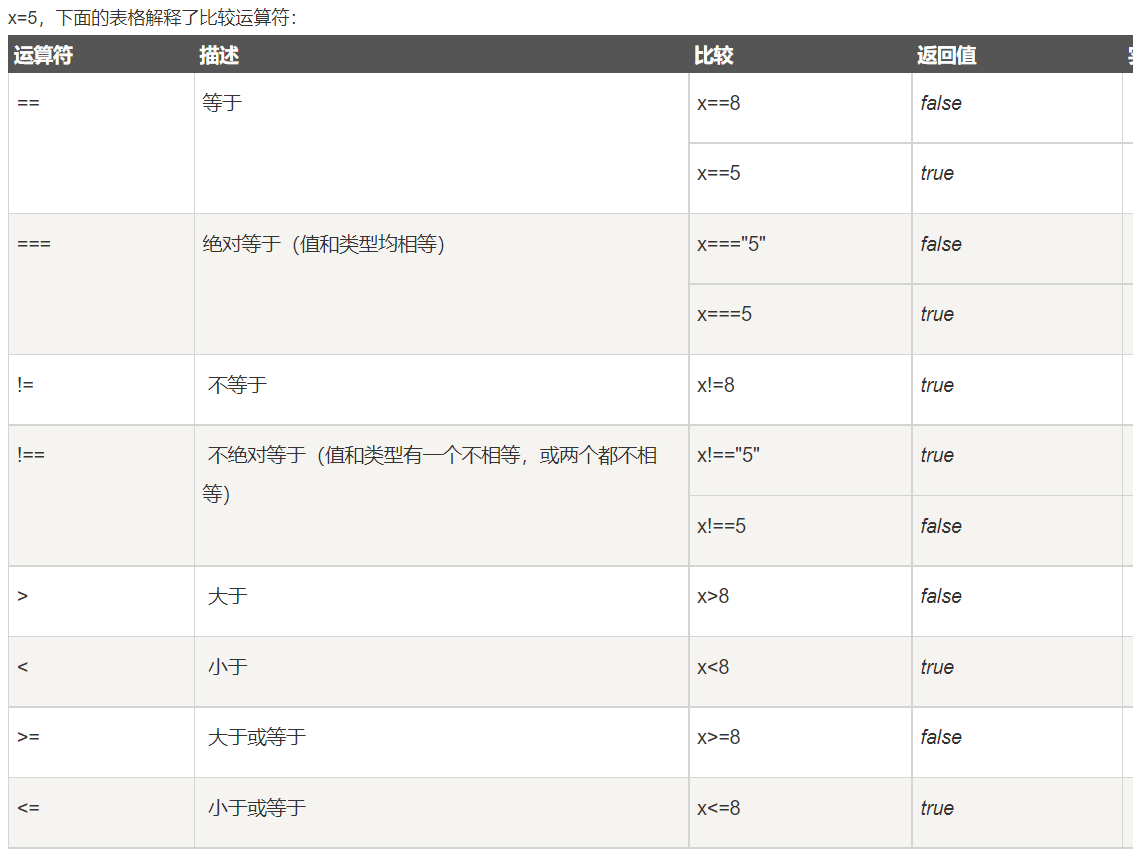 x=5，下面的表格解释了比较运算符：
运算符 描述 比较 返回值
== 等于 x==8 false
x==5 true
=== 绝对等于（值和类型均相等） x==="5" false
x===5 true
!= 不等于 x!=8 true
!== 不绝对等于（值和类型有一个不相等，或两个都不相 x!=="5" true
等）
x!==5 false
> 大于 x>8 false
< 小于 x<8 true
>= 大于或等于 x>=8 false
<= 小于或等于 x<=8 true